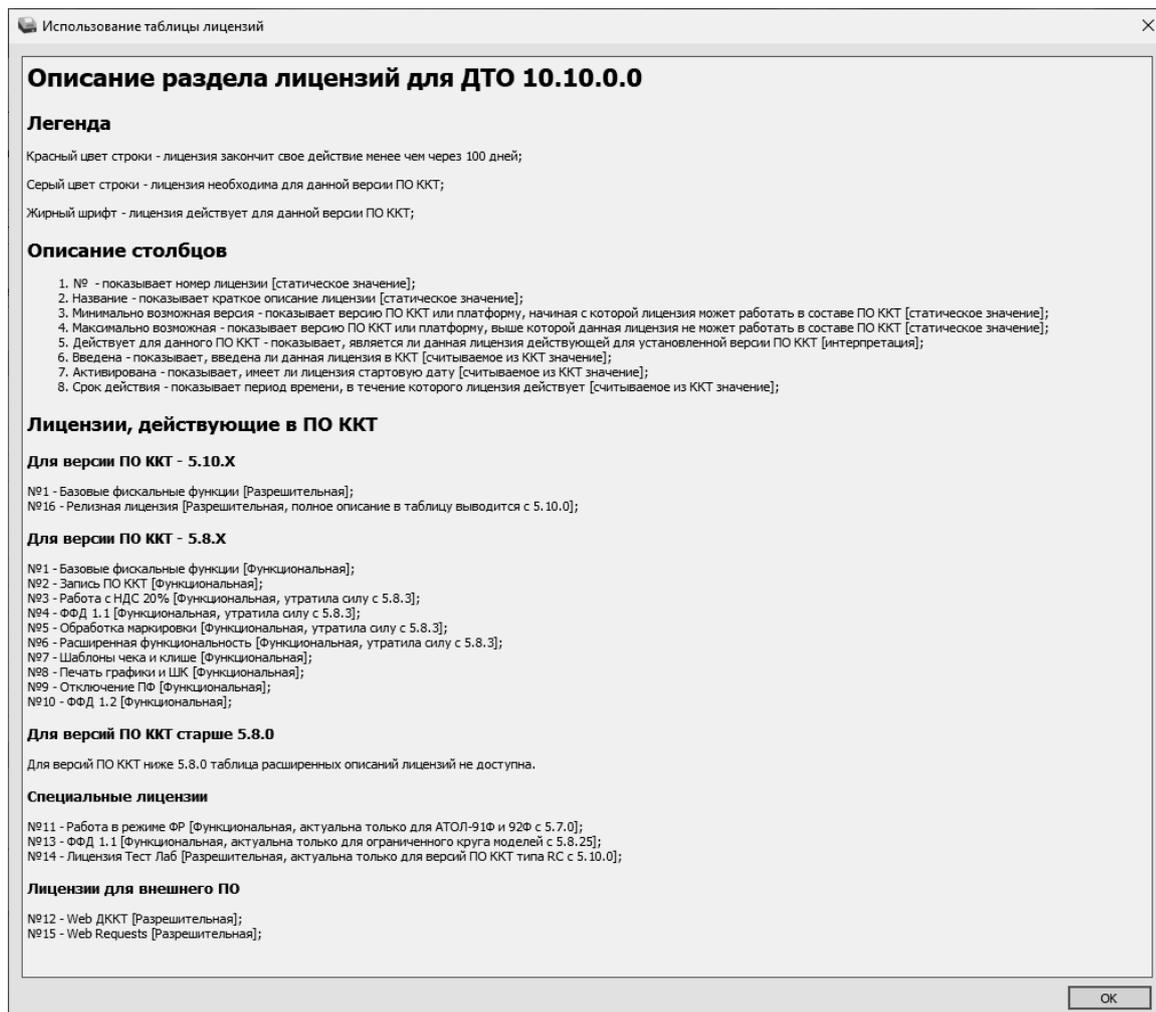 Использование таблицы лицензий
Описание раздела лицензий для ДТО 10.10.0.0
Легенда
Красный цвет строки - лицензия закончит свое действие менее чем через 100 дней;
Серый цвет строки - лицензия необходима для данной версии ПО ККТ;
Жирный шрифт - лицензия действует для данной версии ПО ККТ;
Описание столбцов
1. № - показывает номер лицензии [статическое значение];
2. Название - показывает краткое описание лицензии [статическое значение];
3. Минимально возможная версия - показывает версию ПО ККТ или платформу, начиная с которой лицензия может работать в составе ПО ККТ [статическое значение];
4. Максимально возможная - показывает версию ПО ККТ или платформу, выше которой данная лицензия не может работать в составе ПО ККТ [статическое значение];
5. Действует для данного ПО ККТ - показывает, является ли данная лицензия действующей для установленной версии ПО ККТ [интерпретация];
6. Введена - показывает, введена ли данная лицензия в ККТ [считываемое из ККТ значение];
7. Активирована - показывает, имеет ли лицензия стартовую дату [считываемое из ККТ значение];
8. Срок действия - показывает период времени, в течение которого лицензия действует [считываемое из ККТ значение];
Лицензии, действующие в ПО ККТ
Для версии ПО ККТ - 5.10.X
№1 - Базовые фискальные функции [Разрешительная];
№16 - Релизная лицензия [Разрешительная, полное описание в таблицу выводится с 5.10.0];
Для версии ПО ККТ - 5.8.X
№1 - Базовые фискальные функции [Функциональная];
№2 - Запись ПО ККТ [Функциональная];
№3 - Работа с НДС 20% [Функциональная, утратила силу с 5.8.3];
№4 - ФФД 1.1 [Функциональная, утратила силу с 5.8.3];
№5 - Обработка маркировки [Функциональная, утратила силу с 5.8.3];
№6 - Расширенная функциональность [Функциональная, утратила силу с 5.8.3];
№7 - Шаблоны чека и клише [Функциональная];
№8 - Печать графики и ШК [Функциональная];
№9 - Отключение ПФ [Функциональная];
№10 - ФФД 1.2 [Функциональная];
Для версий ПО ККТ старше 5.8.0
Для версий ПО ККТ ниже 5.8.0 таблица расширенных описаний лицензий не доступна.
Специальные лицензии
№11 - Работа в режиме ФР [Функциональная, актуальна только для АТОЛ-91Ф и 92Ф с 5.7.0];
№13 - ФФД 1.1 [Функциональная, актуальна только для ограниченного круга моделей с 5.8.25];
№14 - Лицензия Тест Лаб [Разрешительная, актуальна только для версий ПО ККТ типа RC с 5.10.0];
Лицензии для внешнего ПО
№12 - Web ДККТ [Разрешительная];
№15 - Web Requests [Разрешительная];
OK